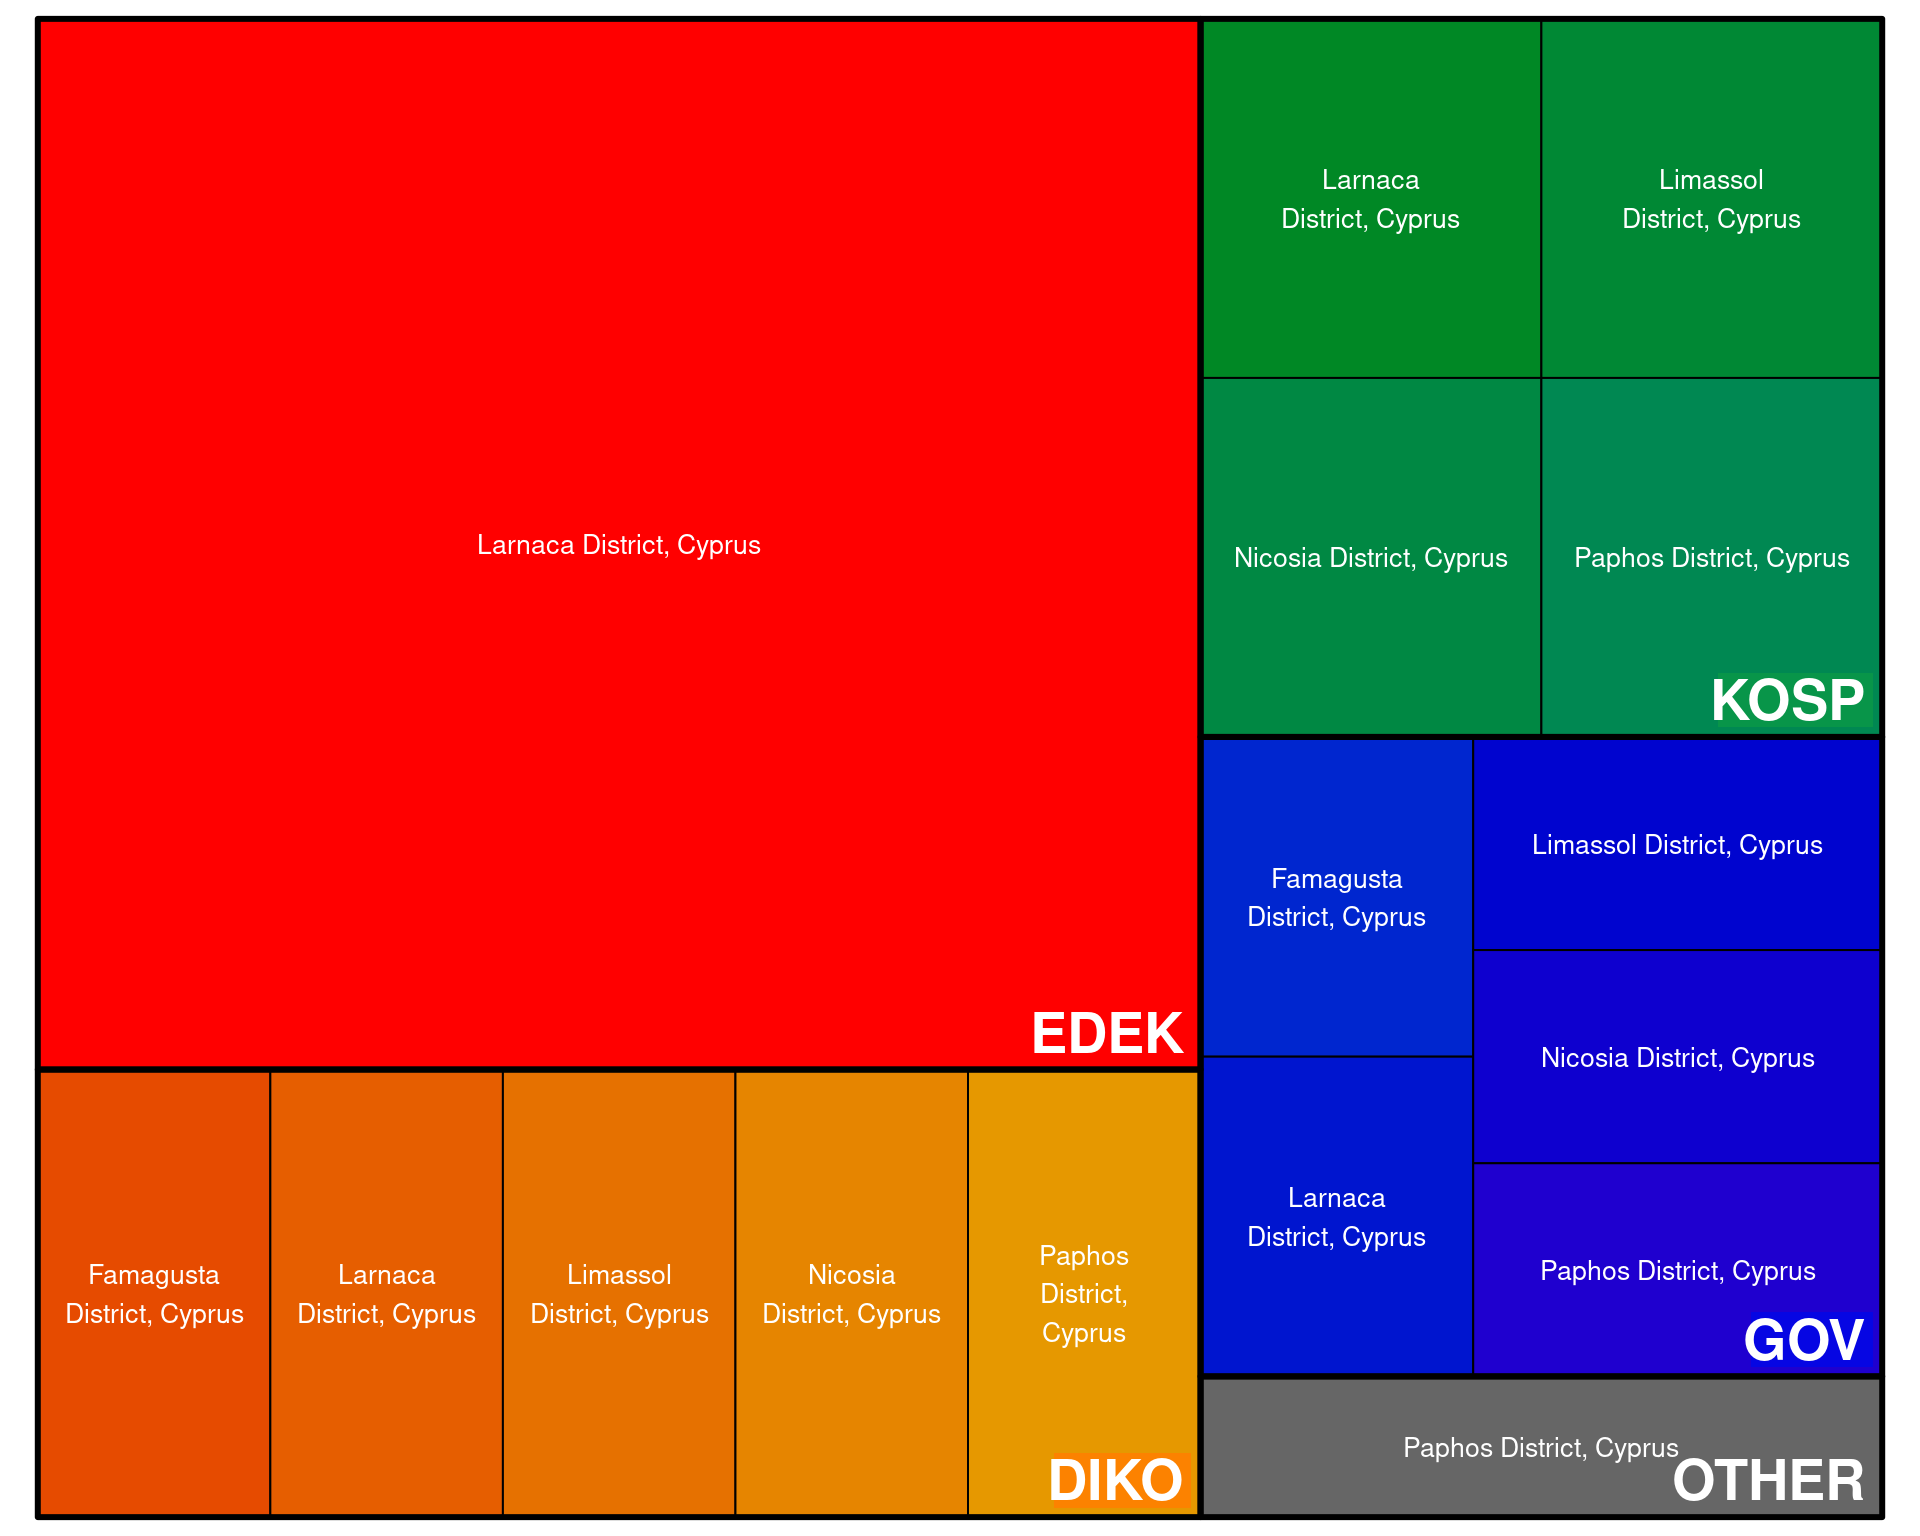 Larnaca District, Cyprus
EDEK
Famagusta
District, Cyprus
Larnaca
District, Cyprus
Limassol
District, Cyprus
Nicosia
District, Cyprus
Paphos
District,
Cyprus
DIKO
Larnaca
District, Cyprus
Limassol
District, Cyprus
Nicosia District, Cyprus
Paphos District, Cyprus
KOSP
Famagusta
District, Cyprus
Larnaca
District, Cyprus
Limassol District, Cyprus
Nicosia District, Cyprus
Paphos District, Cyprus
GOV
Paphos District, Cyprus
OTHER